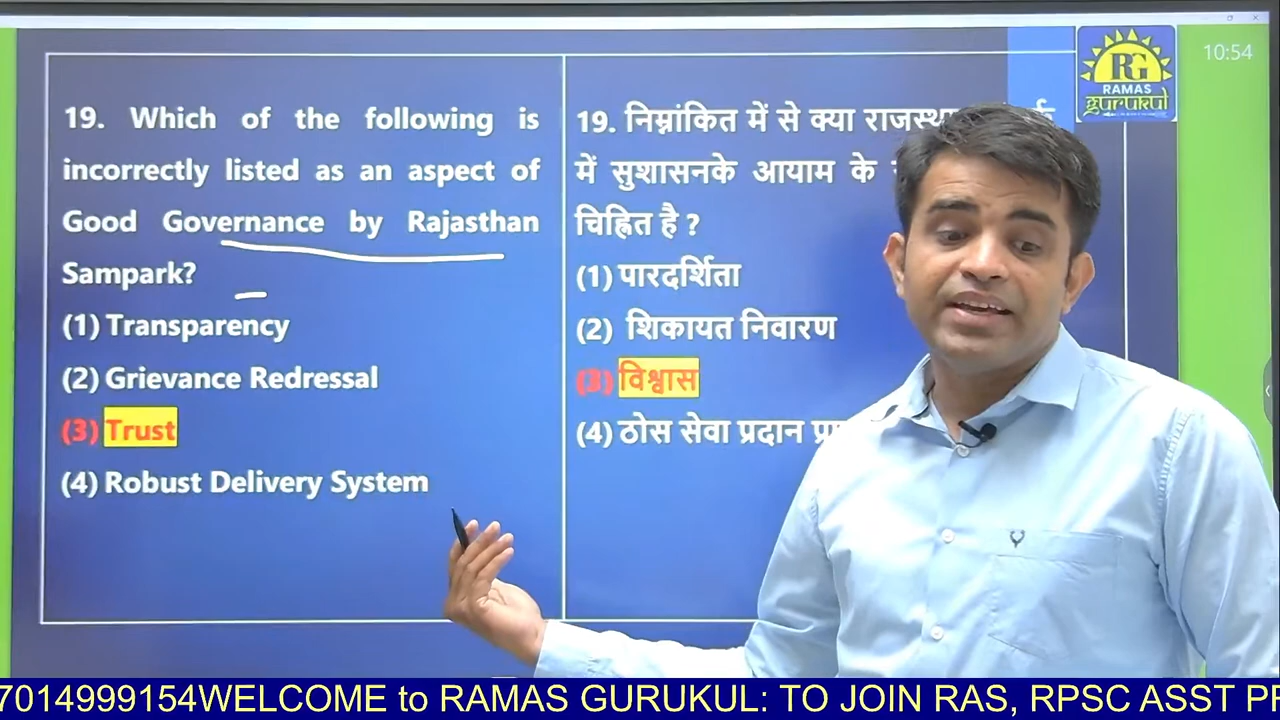 10:54
RG
RAMAS
gurukul
19. Which of the following is
incorrectly listed as an aspect of
Good Governance by Rajasthan
Sampark?
(1) Transparency
(2) Grievance Redressal
(3) Trust
(4) Robust Delivery System
19. निम्नांकित में से क्या
में सुशासनके आयाम के
चिह्नित है ?
(1) पारदर्शिता
(2) शिकायत निवारण
(3) विश्वास
(4) ठोस सेवा प्रदान
7014999154WELCOME to RAMAS GURUKUL: TO JOIN RAS, RPSC ASST